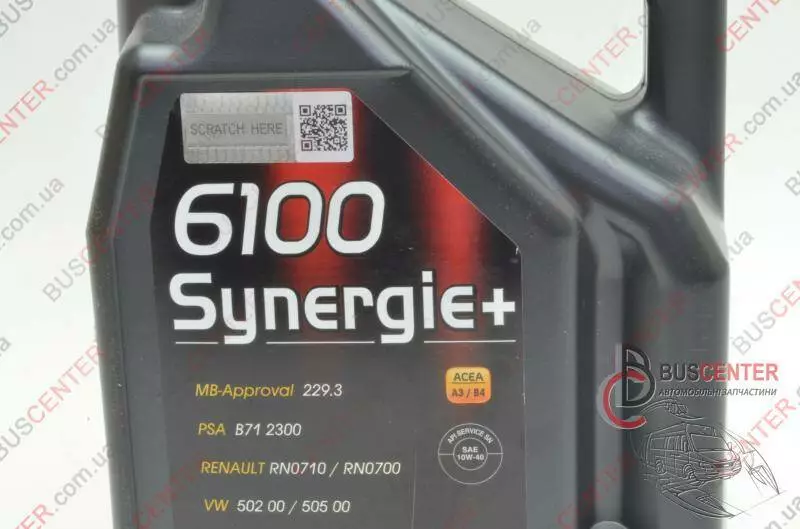 SCRATCH HERE
6100
Synergie+
MB-Approval 229.3
ACEA
A3 / B4
PSA B71 2300
API SERVICE SN
SAE
10W-40
RENAULT RN0710 / RN0700
VW 502 00 / 505 00
BUSCENTER
АВТОМОБІЛЬНІ ЗАПЧАСТИНИ
BUSCENTER.com.ua